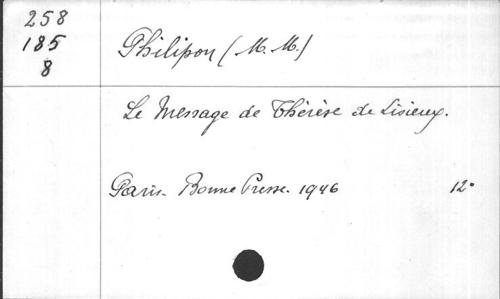 258
185
8
Philipon (M. M.)
Le Message de Thérèse de Lisieux.
Paris. Bonne Presse. 1946 12°